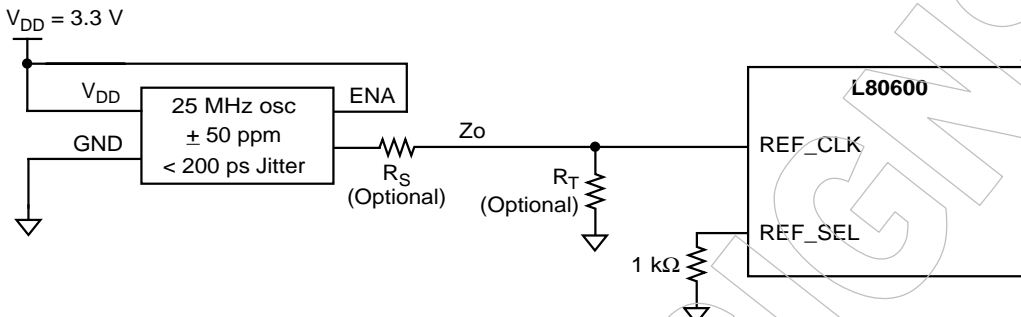 V_DD = 3.3 V
V_DD
ENA
25 MHz osc
± 50 ppm
< 200 ps Jitter
GND
R_S
(Optional)
Zo
R_T
(Optional)
L80600
REF_CLK
REF_SEL
1 kΩ